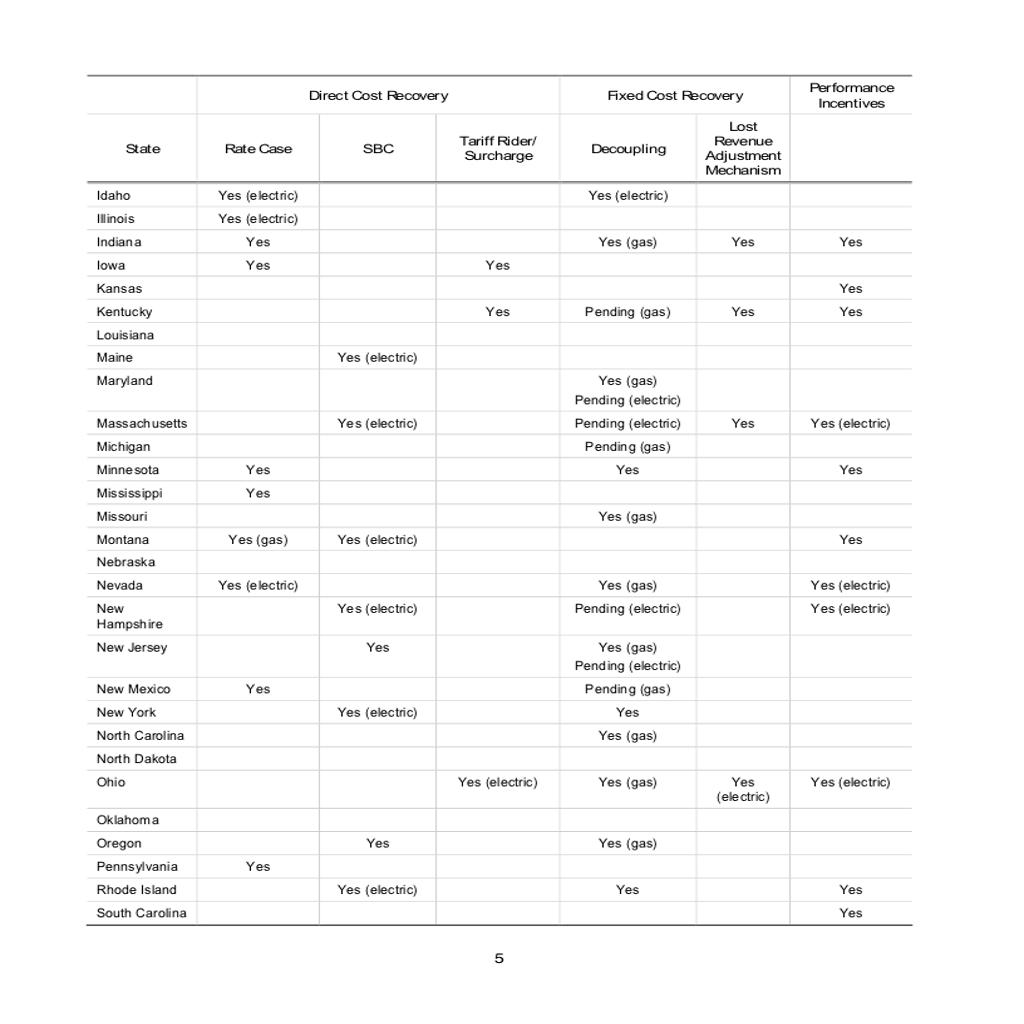 Direct Cost Recovery Fixed Cost Recovery Performance Incentives
State Rate Case SBC Tariff Rider/ Surcharge Decoupling Lost Revenue Adjustment Mechanism
Idaho Yes (electric) Yes (electric)
Illinois Yes (electric)
Indiana Yes Yes (gas) Yes Yes
Iowa Yes Yes
Kansas Yes
Kentucky Yes Pending (gas) Yes Yes
Louisiana
Maine Yes (electric)
Maryland Yes (gas)
Pending (electric)
Massachusetts Yes (electric) Pending (electric) Yes Yes (electric)
Michigan Pending (gas)
Minnesota Yes Yes Yes
Mississippi Yes
Missouri Yes (gas)
Montana Yes (gas) Yes (electric) Yes
Nebraska
Nevada Yes (electric) Yes (gas) Yes (electric)
New Hampshire Yes (electric) Pending (electric) Yes (electric)
New Jersey Yes Yes (gas)
Pending (electric)
New Mexico Yes Pending (gas)
New York Yes (electric) Yes
North Carolina Yes (gas)
North Dakota
Ohio Yes (electric) Yes (gas) Yes (electric) Yes (electric)
Oklahoma
Oregon Yes Yes (gas)
Pennsylvania Yes
Rhode Island Yes (electric) Yes Yes
South Carolina Yes
5